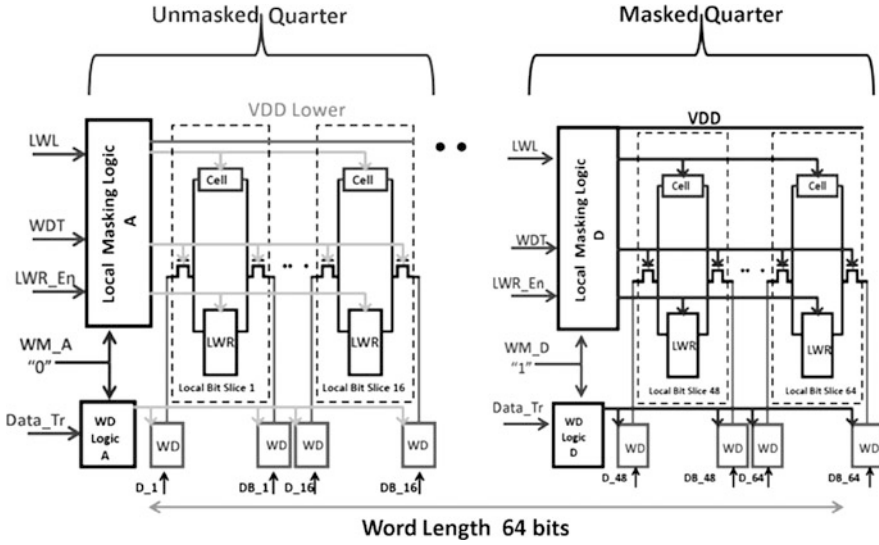 Unmasked Quarter
Masked Quarter
VDD Lower
LWL
WDT
LWR_En
Local Masking Logic
A
Cell
Cell
LWR
LWR
Local Bit Slice 1
Local Bit Slice 16
WM_A
“0”
Data_Tr
WD
Logic
A
WD
WD
WD
WD
D_1
DB_1
D_16
DB_16
VDD
LWL
WDT
LWR_En
Local Masking Logic
D
Cell
Cell
LWR
LWR
Local Bit Slice 48
Local Bit Slice 64
WM_D
“1”
Data_Tr
WD
Logic
D
WD
WD
WD
WD
D_48
DB_48
D_64
DB_64
Word Length 64 bits